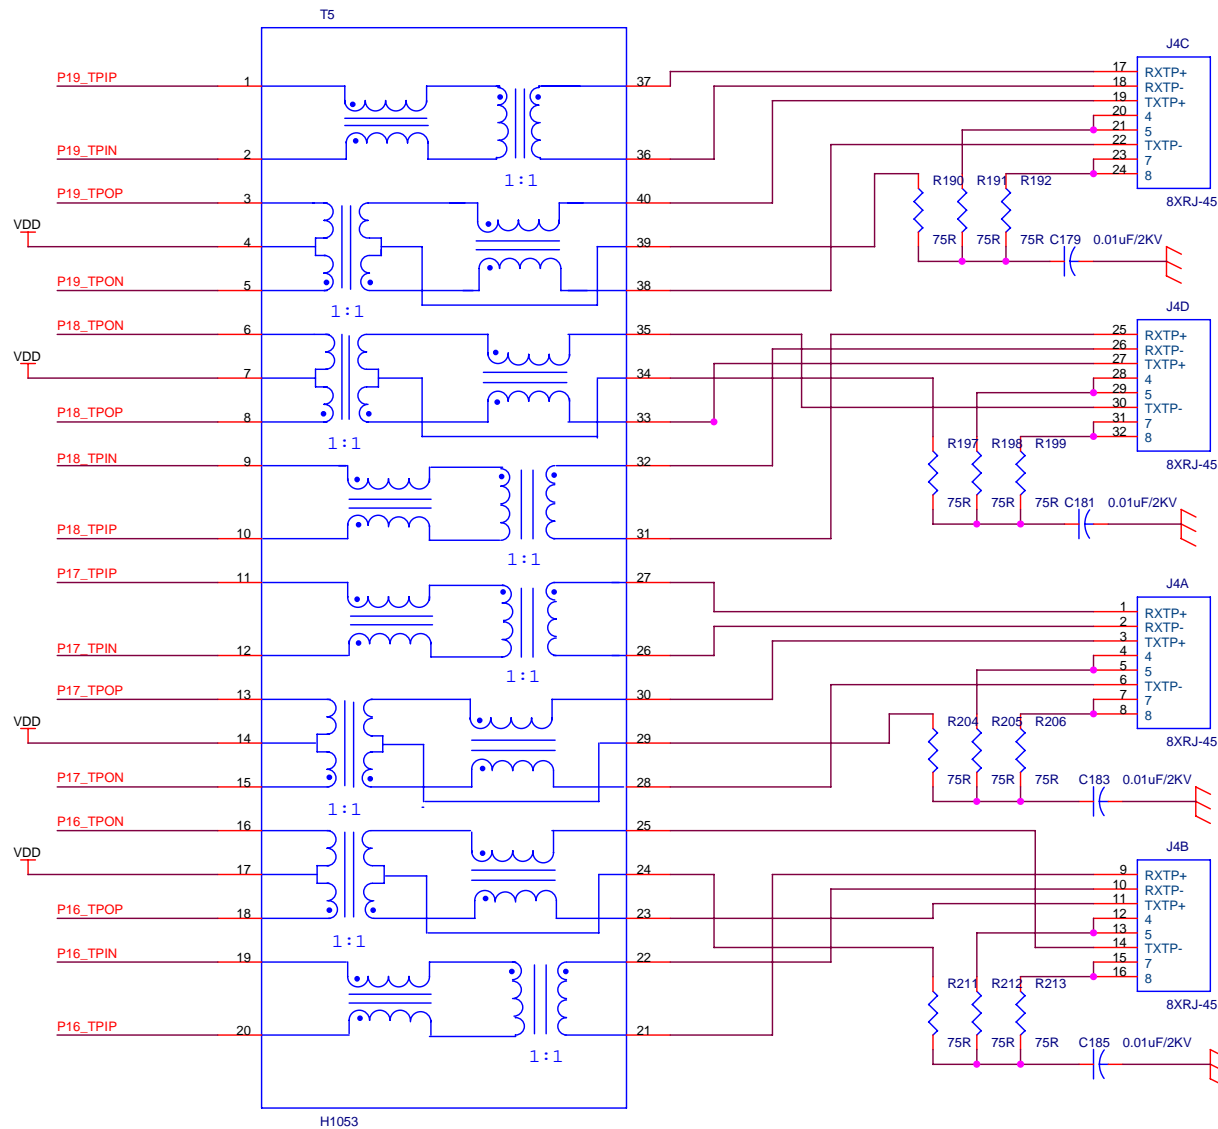 T5
J4C
P19_TPIP 1 37 17 RXTP+
18 RXTP-
19 TXTP+
20 4
21 5
P19_TPIN 2 36 22 TXTP-
23 7
24 8
1:1
R190 R191 R192
P19_TPOP 3 40 8XRJ-45
VDD 4 39 75R 75R 75R C179 0.01uF/2KV
P19_TPON 5 38
1:1
J4D
P18_TPON 6 35 25 RXTP+
26 RXTP-
VDD 27 TXTP+
7 34 28 4
29 5
30 TXTP-
P18_TPOP 8 33 31 7
32 8
1:1
R197 R198 R199
P18_TPIN 9 32 8XRJ-45
75R 75R 75R C181 0.01uF/2KV
P18_TPIP 10 31
1:1
P17_TPIP 11 27 J4A
1 RXTP+
2 RXTP-
3 TXTP+
P17_TPIN 12 26 4 4
5 5
1:1 6 TXTP-
P17_TPOP 13 30 7 7
8 8
VDD R204 R205 R206
14 29 8XRJ-45
P17_TPON 15 28 75R 75R 75R C183 0.01uF/2KV
1:1
P16_TPON 16 25
J4B
VDD 17 24 9 RXTP+
10 RXTP-
11 TXTP+
P16_TPOP 18 23 12 4
13 5
1:1 14 TXTP-
P16_TPIN 19 22 15 7
16 8
R211 R212 R213
8XRJ-45
P16_TPIP 20 21
75R 75R 75R C185 0.01uF/2KV
1:1
H1053